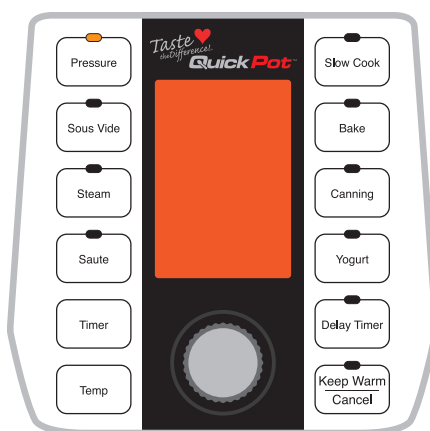 Taste
the Difference!
QuickPot™
Pressure
Slow Cook
Sous Vide
Bake
Steam
Canning
Saute
Yogurt
Timer
Delay Timer
Temp
Keep Warm
Cancel